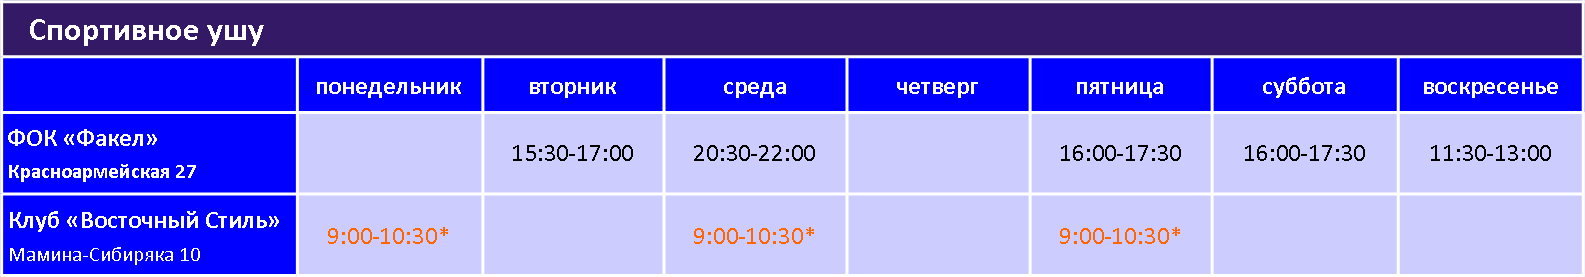 Спортивное ушу
понедельник вторник среда четверг пятница суббота воскресенье
ФОК «Факел»
Красноармейская 27
15:30-17:00 20:30-22:00 16:00-17:30 16:00-17:30 11:30-13:00
Клуб «Восточный Стиль»
Мамина-Сибиряка 10
9:00-10:30* 9:00-10:30* 9:00-10:30*